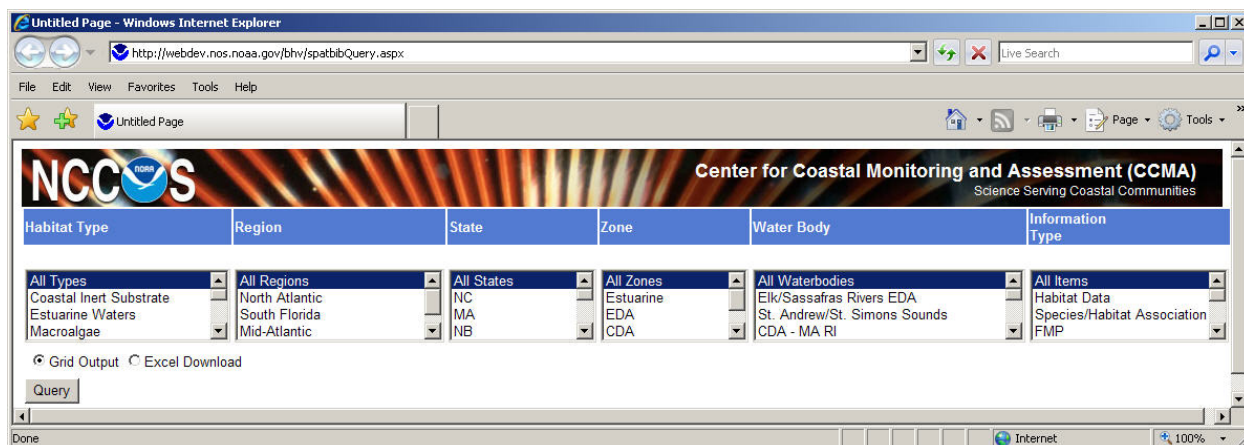 Untitled Page - Windows Internet Explorer
http://webdev.nos.noaa.gov/bhv/spatbibQuery.aspx
Live Search
File Edit View Favorites Tools Help
Untitled Page
Page Tools »
NCCOS
NOAA
Center for Coastal Monitoring and Assessment (CCMA)
Science Serving Coastal Communities
Habitat Type Region State Zone Water Body Information Type
All Types All Regions All States All Zones All Waterbodies All Items
Coastal Inert Substrate North Atlantic NC Estuarine Elk/Sassafras Rivers EDA Habitat Data
Estuarine Waters South Florida MA EDA St. Andrew/St. Simons Sounds Species/Habitat Association
Macroalgae Mid-Atlantic NB CDA CDA - MA RI FMP
Grid Output Excel Download
Query
Done Internet 100%